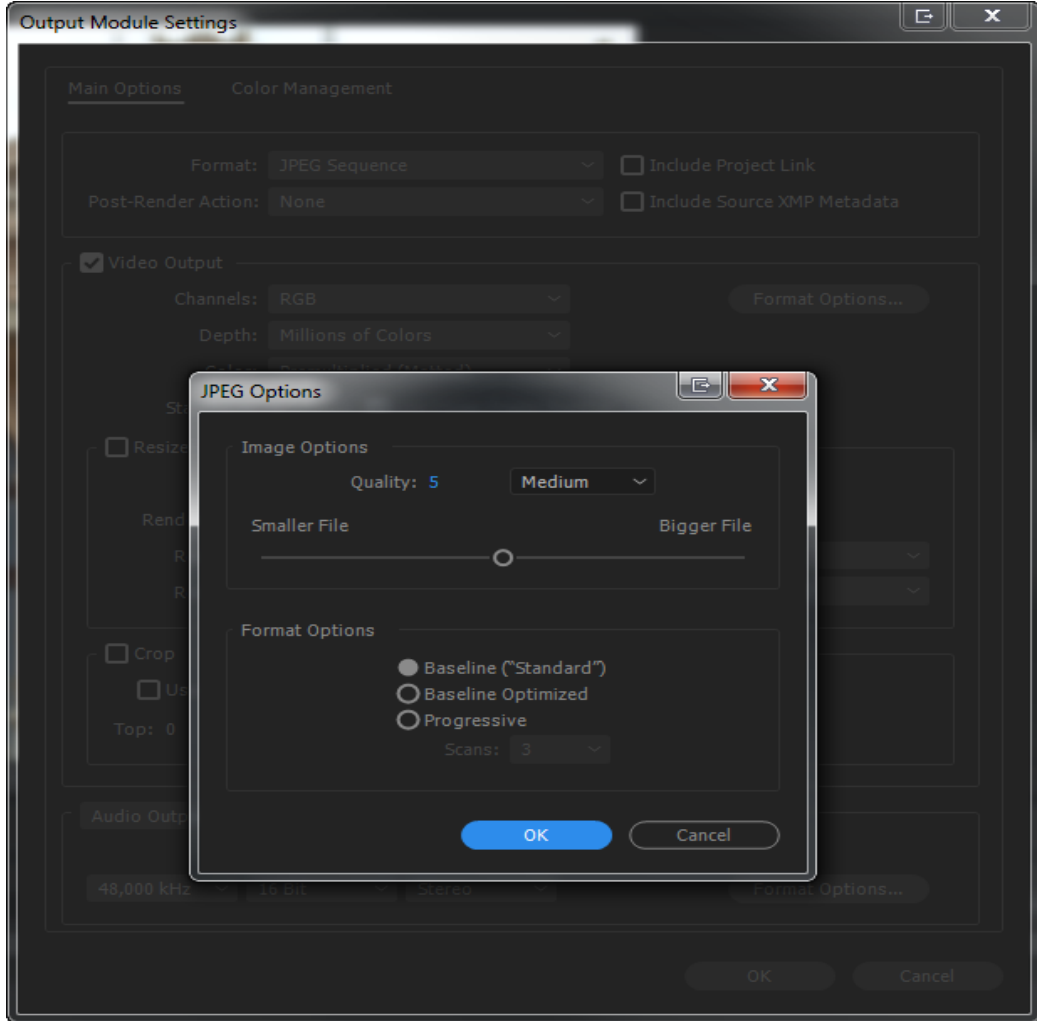 Output Module Settings
Main Options Color Management
Format: JPEG Sequence Include Project Link
Post-Render Action: None Include Source XMP Metadata
Video Output
Channels: RGB Format Options...
Depth: Millions of Colors
JPEG Options
Resize
Image Options
Quality: 5 Medium
Smaller File Bigger File
Format Options
Crop
Baseline (“Standard”)
Baseline Optimized
Top: 0
Progressive
Scans: 3
Audio
OK Cancel
48,000 kHz 16 Bit Stereo Format Options...
OK Cancel